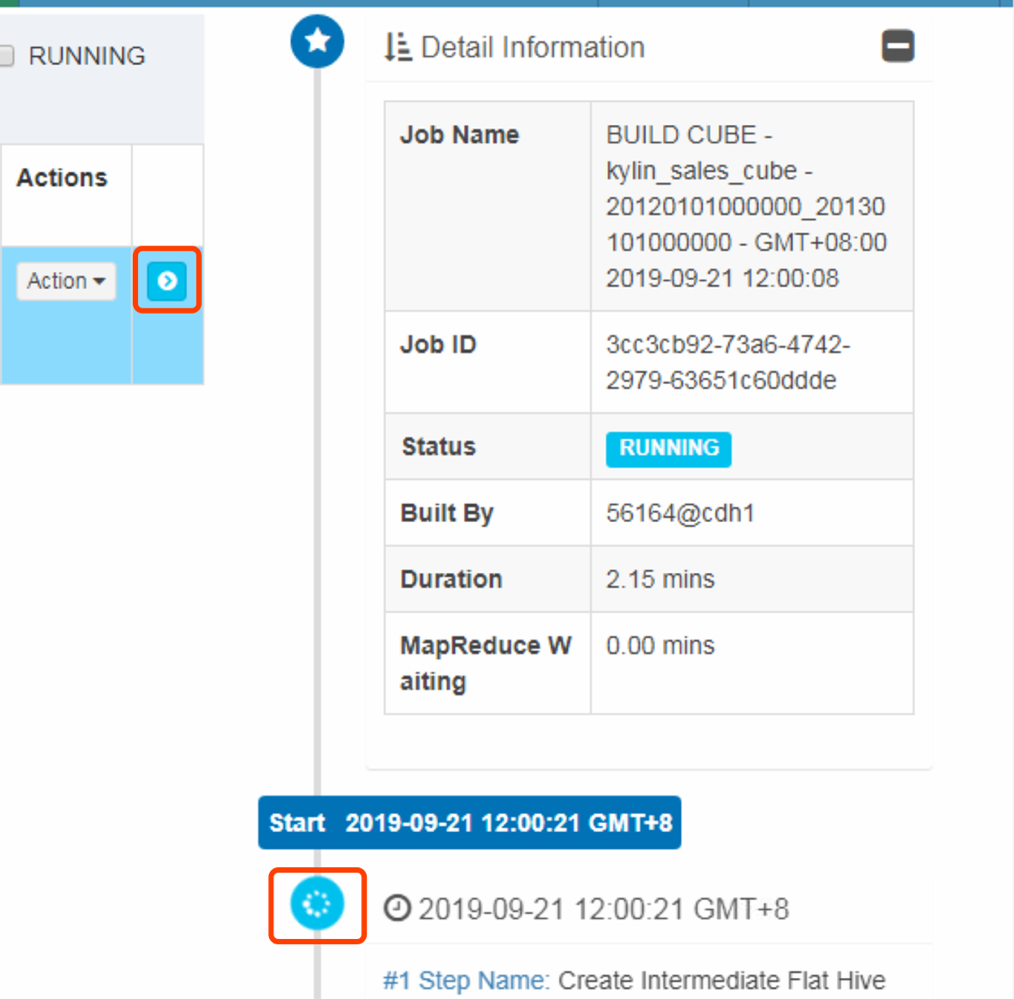 RUNNING
Actions
Action
Detail Information
Job Name
BUILD CUBE -
kylin_sales_cube -
20120101000000_20130
101000000 - GMT+08:00
2019-09-21 12:00:08
Job ID
3cc3cb92-73a6-4742-
2979-63651c60ddde
Status
RUNNING
Built By
56164@cdh1
Duration
2.15 mins
MapReduce W
aiting
0.00 mins
Start 2019-09-21 12:00:21 GMT+8
2019-09-21 12:00:21 GMT+8
#1 Step Name: Create Intermediate Flat Hive